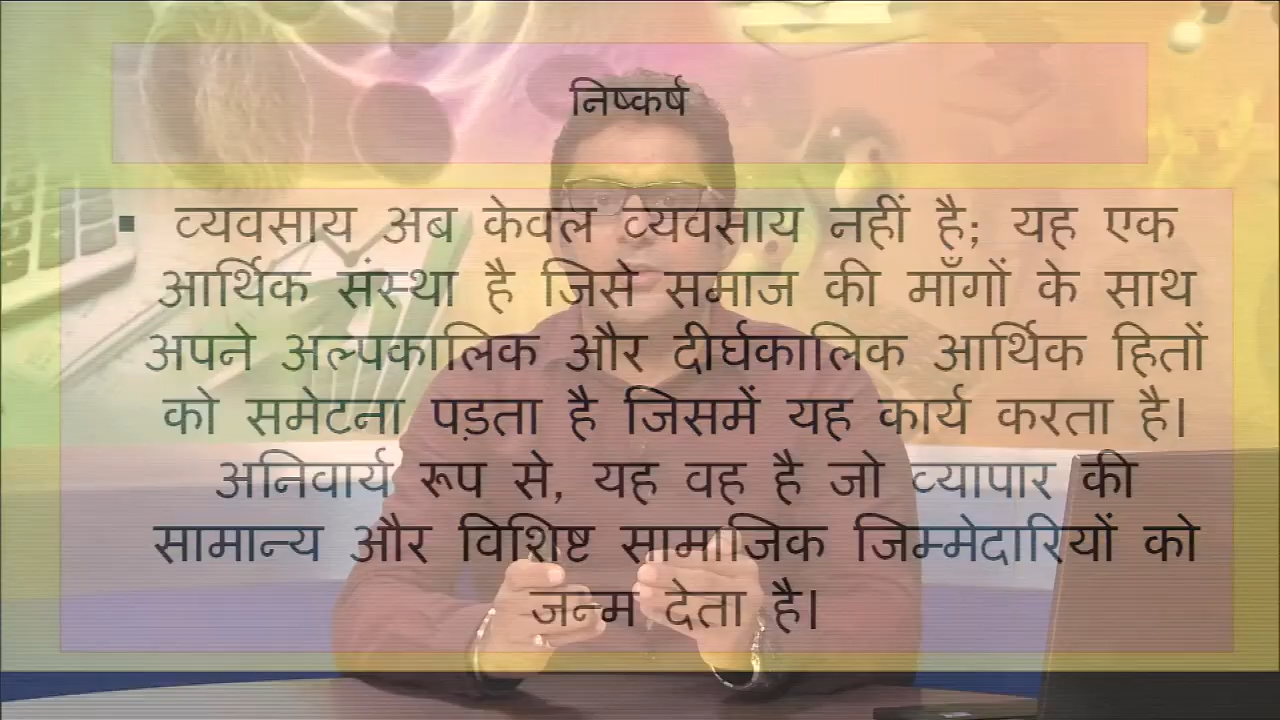 निष्कर्ष
▪ व्यवसाय अब केवल व्यवसाय नहीं है; यह एक
आर्थिक संस्था है जिसे समाज की माँगों के साथ
अपने अल्पकालिक और दीर्घकालिक आर्थिक हितों
को समेटना पड़ता है जिसमें यह कार्य करता है।
अनिवार्य रूप से, यह वह है जो व्यापार की
सामान्य और विशिष्ट सामाजिक जिम्मेदारियों को
जन्म देता है।